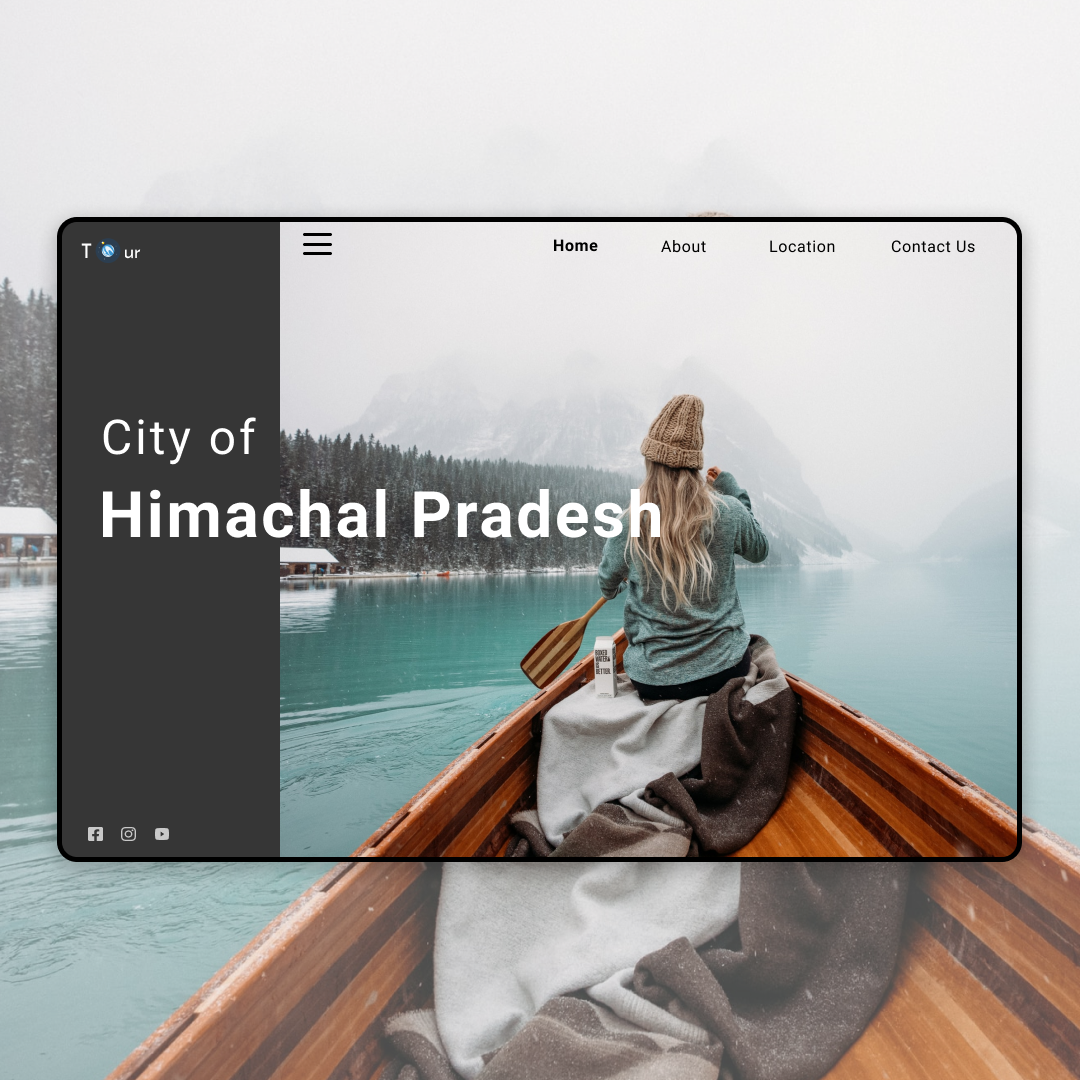 T ur
Home About Location Contact Us
City of
Himachal Pradesh
BOXED
WATER
IS
BETTER.